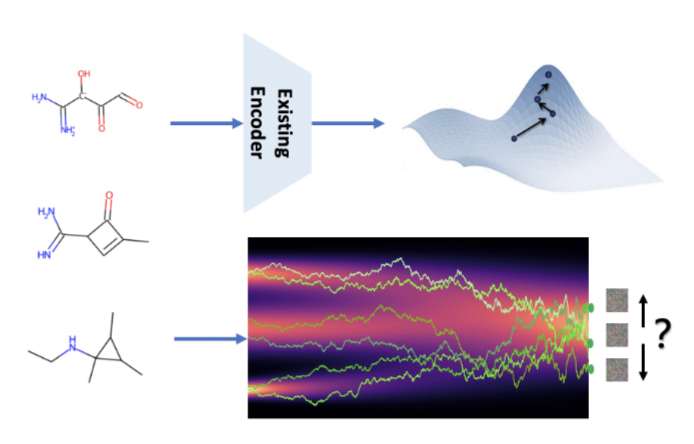 OH
H₂N
C⁻
O
NH₂⁺
O
Existing
Encoder
O
H₂N
HN
H
N
?